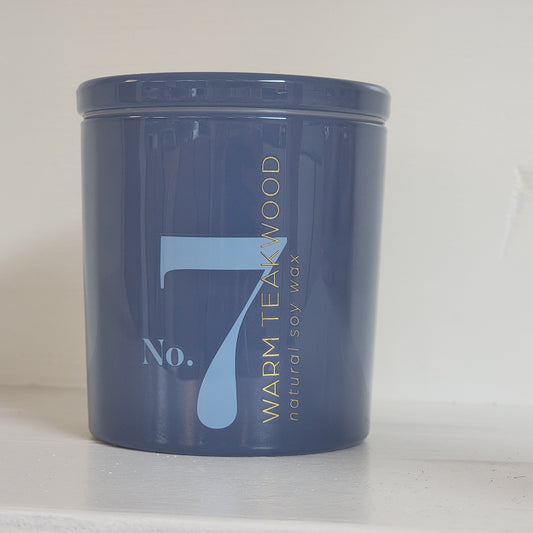 No. 7
WARM TEAKWOOD
natural soy wax